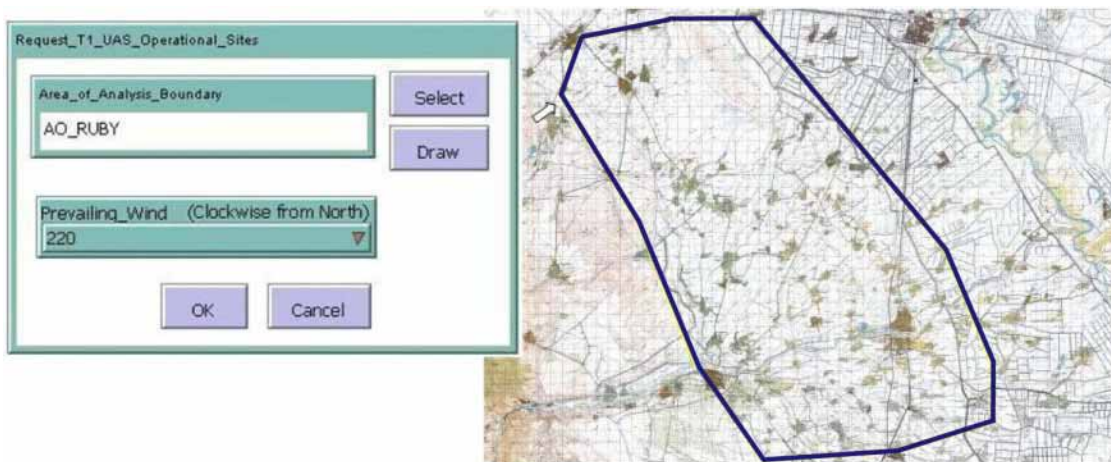 Request_T1_UAS_Operational_Sites
Area_of_Analysis_Boundary
AO_RUBY
Select
Draw
Prevailing_Wind (Clockwise from North)
220
OK
Cancel